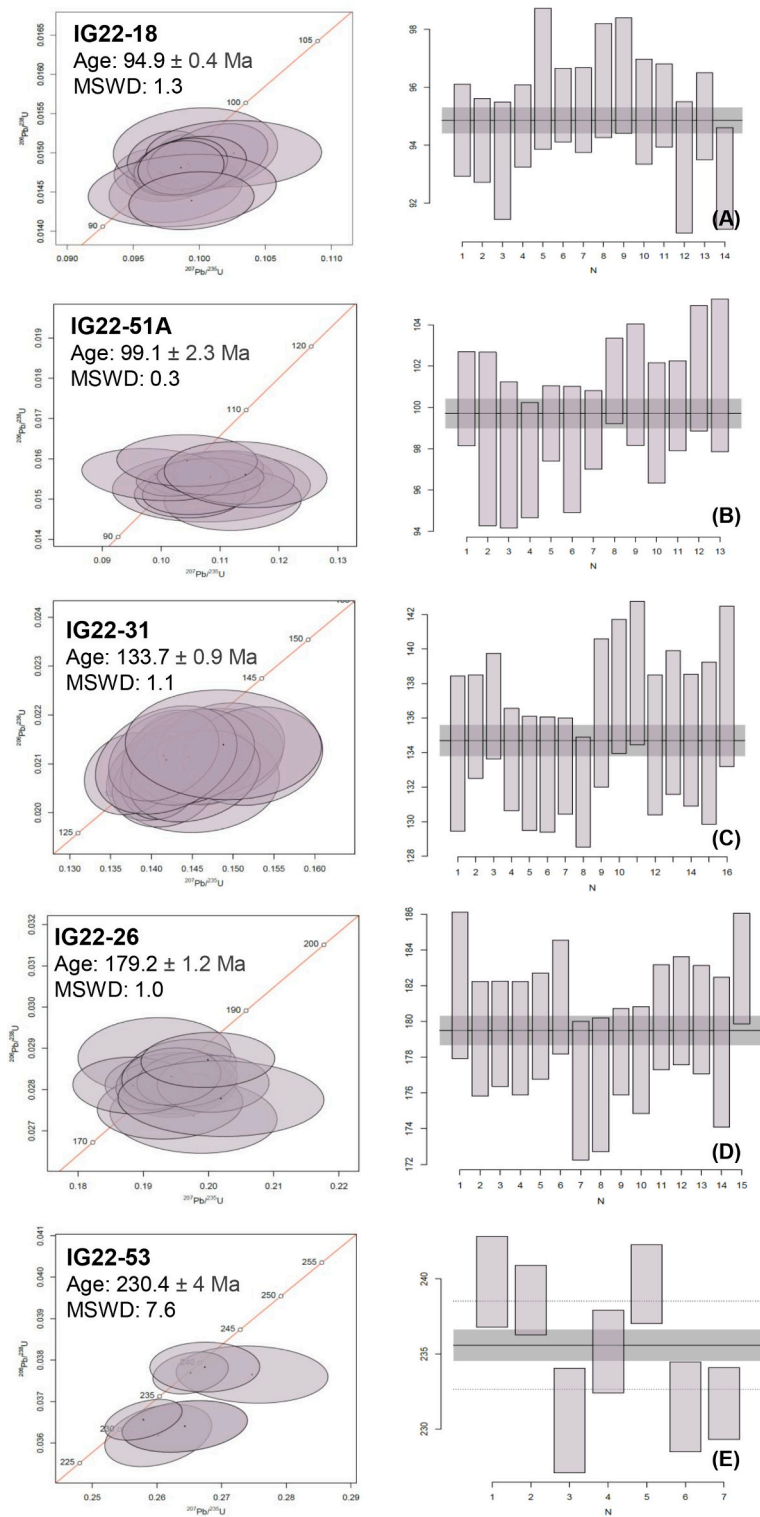 IG22-18
Age: 94.9 ± 0.4 Ma
MSWD: 1.3
²⁰⁶Pb/²³⁸U
0.0165
0.0160
0.0155
0.0150
0.0145
0.0140
105
100
90
0.090 0.095 0.100 0.105 0.110
²⁰⁷Pb/²³⁵U
98
96
94
92
(A)
1 2 3 4 5 6 7 8 9 10 11 12 13 14
N
IG22-51A
Age: 99.1 ± 2.3 Ma
MSWD: 0.3
²⁰⁶Pb/²³⁸U
0.019
0.018
0.017
0.016
0.015
0.014
120
110
90
0.09 0.10 0.11 0.12 0.13
²⁰⁷Pb/²³⁵U
104
102
100
98
96
94
(B)
1 2 3 4 5 6 7 8 9 10 11 12 13
N
IG22-31
Age: 133.7 ± 0.9 Ma
MSWD: 1.1
²⁰⁶Pb/²³⁸U
0.024
0.023
0.022
0.021
0.020
150
145
125
0.130 0.135 0.140 0.145 0.150 0.155 0.160
²⁰⁷Pb/²³⁵U
142
140
138
136
134
132
130
128
(C)
1 2 3 4 5 6 7 8 9 10 12 14 16
N
IG22-26
Age: 179.2 ± 1.2 Ma
MSWD: 1.0
²⁰⁶Pb/²³⁸U
0.032
0.031
0.030
0.029
0.028
0.027
200
190
170
0.18 0.19 0.20 0.21 0.22
²⁰⁷Pb/²³⁵U
186
184
182
180
178
176
174
172
(D)
1 2 3 4 5 6 7 8 9 10 11 12 13 14 15
N
IG22-53
Age: 230.4 ± 4 Ma
MSWD: 7.6
²⁰⁶Pb/²³⁸U
0.041
0.040
0.039
0.038
0.037
0.036
255
250
245
240
235
230
225
0.25 0.26 0.27 0.28 0.29
²⁰⁷Pb/²³⁵U
240
235
230
(E)
1 2 3 4 5 6 7
N